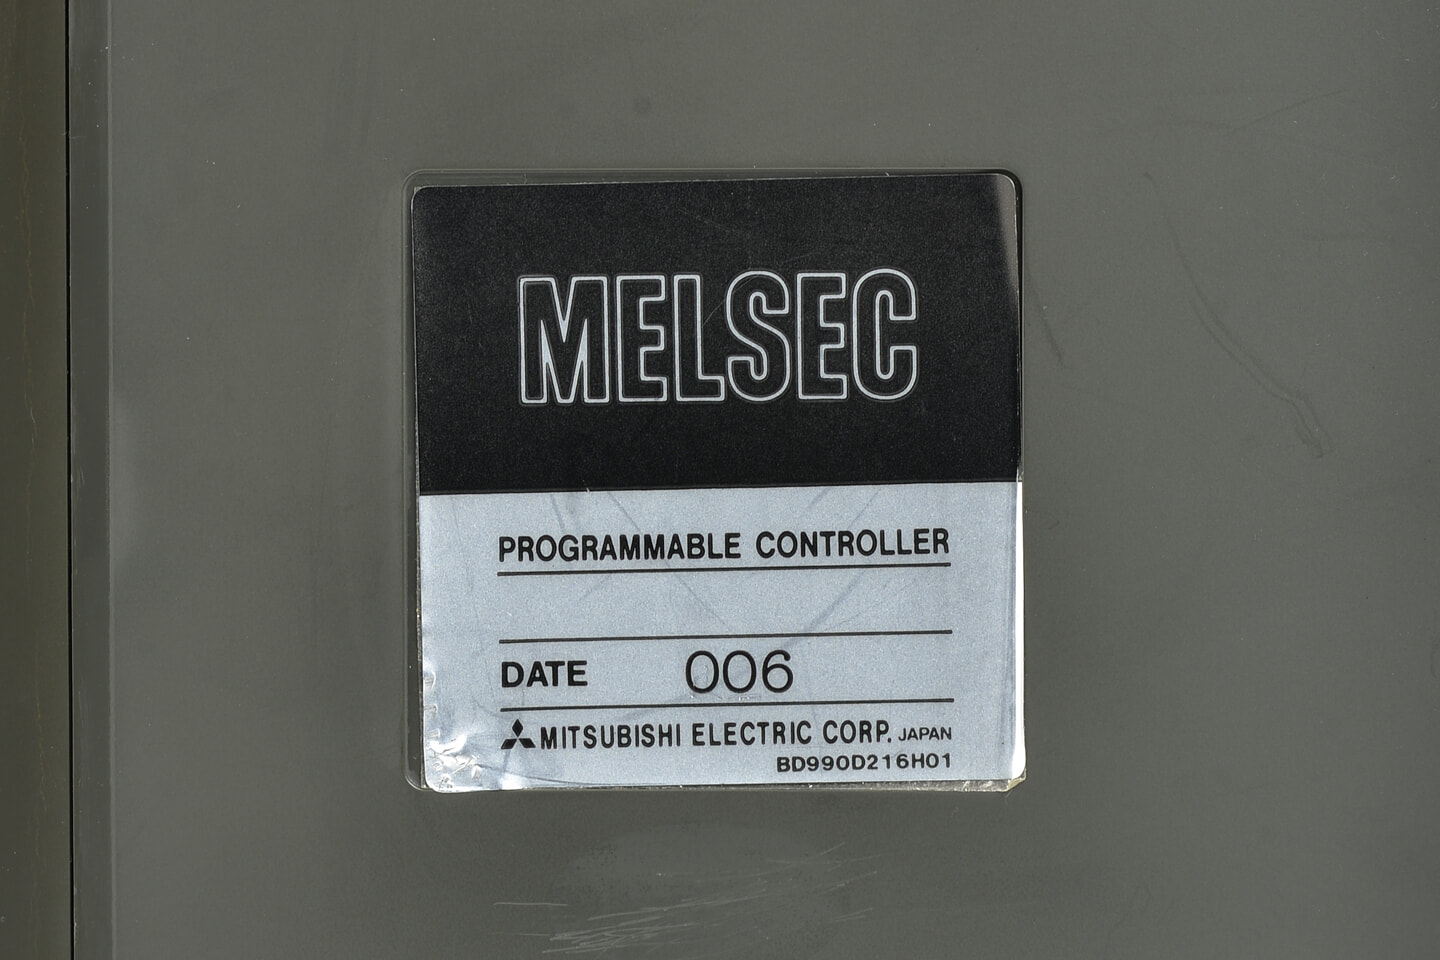 MELSEC
PROGRAMMABLE CONTROLLER
DATE 006
MITSUBISHI ELECTRIC CORP. JAPAN
BD990D216H01